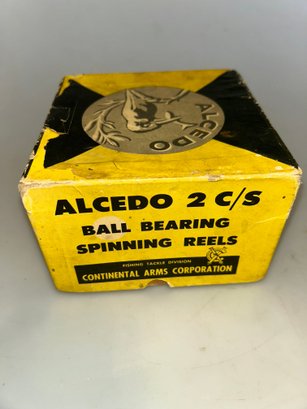 ALCEDO
ALCEDO 2 C/S
BALL BEARING
SPINNING REELS
FISHING TACKLE DIVISION
CONTINENTAL ARMS CORPORATION